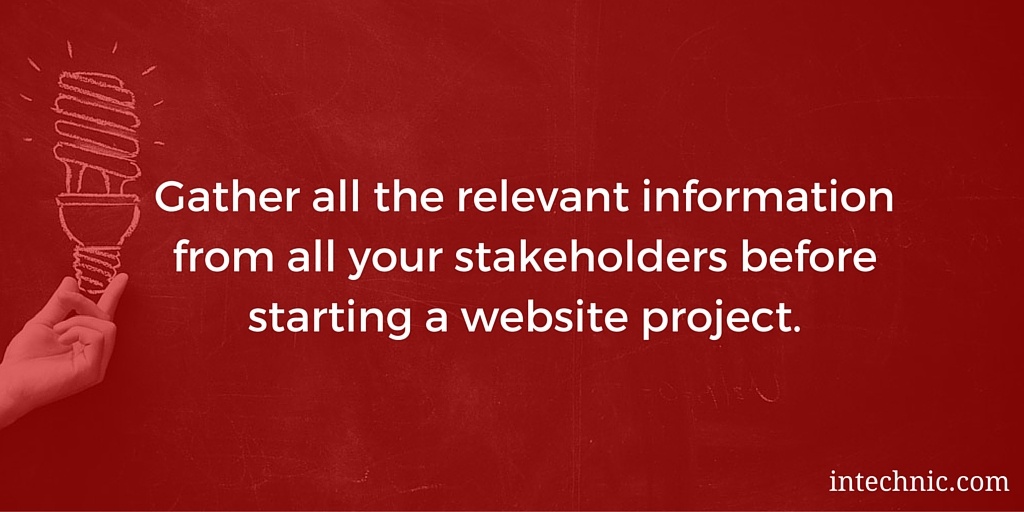 Gather all the relevant information
from all your stakeholders before
starting a website project.
intechnic.com